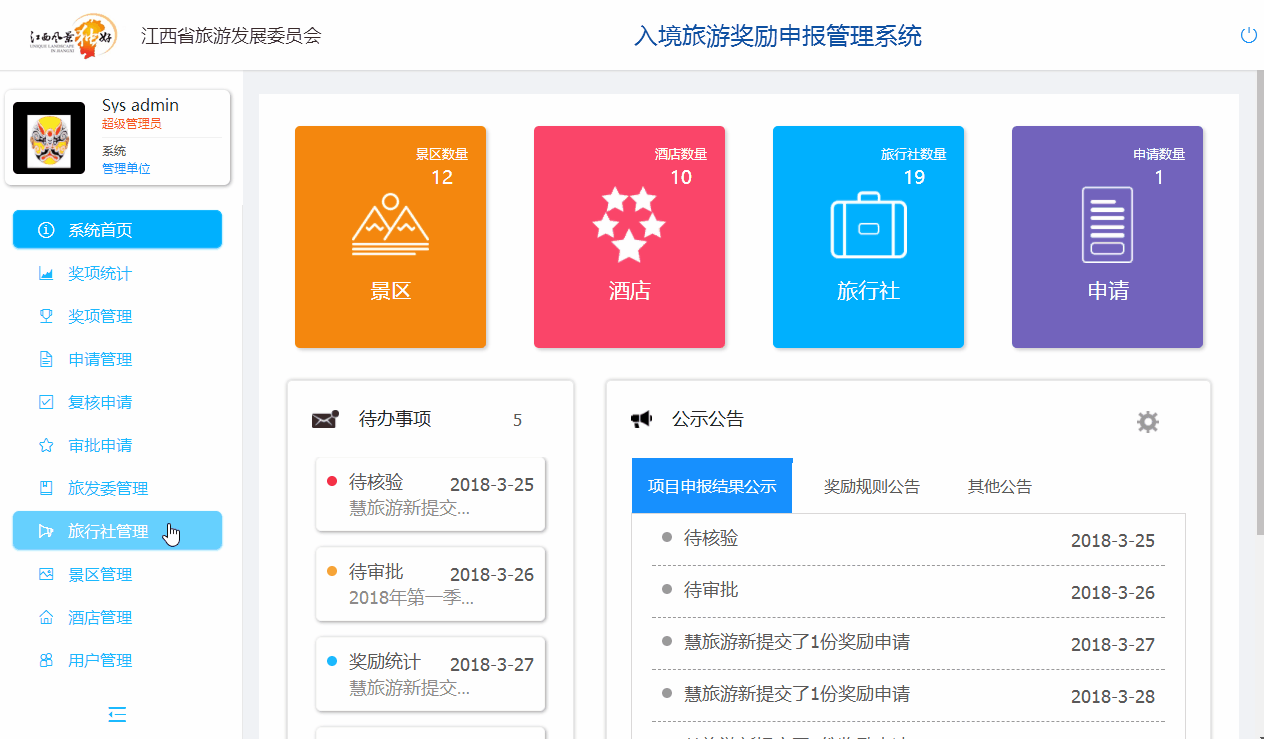 江西风景独好
UNIQUE LANDSCAPE
IN JIANGXI
江西省旅游发展委员会
入境旅游奖励申报管理系统
Sys admin
超级管理员
系统
管理单位
系统首页
奖项统计
奖项管理
申请管理
复核申请
审批申请
旅发委管理
旅行社管理
景区管理
酒店管理
用户管理
景区数量
12
景区
酒店数量
10
酒店
旅行社数量
19
旅行社
申请数量
1
申请
待办事项 5
待核验 2018-3-25
慧旅游新提交...
待审批 2018-3-26
2018年第一季...
奖励统计 2018-3-27
慧旅游新提交...
公示公告
项目申报结果公示 奖励规则公告 其他公告
待核验 2018-3-25
待审批 2018-3-26
慧旅游新提交了1份奖励申请 2018-3-27
慧旅游新提交了1份奖励申请 2018-3-28